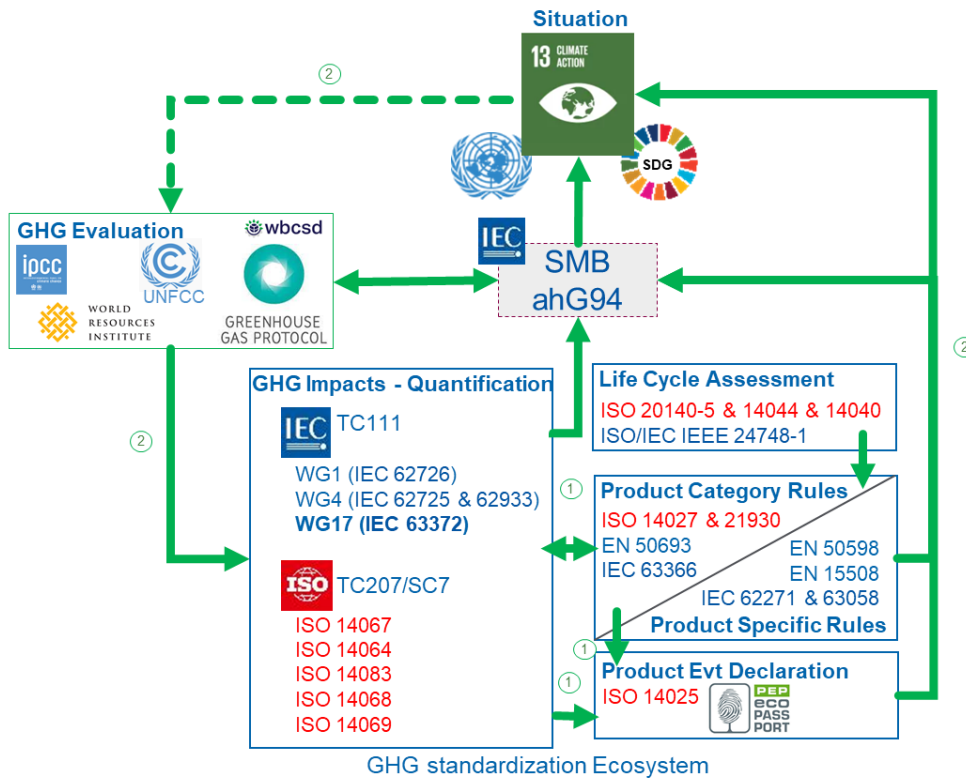 Situation
13 CLIMATE
ACTION
2
SDG
GHG Evaluation
wbcsd
ipcc
UNFCC
WORLD
RESOURCES
INSTITUTE
GREENHOUSE
GAS PROTOCOL
IEC
SMB
ahG94
2
2
GHG Impacts - Quantification
IEC TC111
WG1 (IEC 62726)
WG4 (IEC 62725 & 62933)
WG17 (IEC 63372)
ISO TC207/SC7
ISO 14067
ISO 14064
ISO 14083
ISO 14068
ISO 14069
Life Cycle Assessment
ISO 20140-5 & 14044 & 14040
ISO/IEC IEEE 24748-1
1
Product Category Rules
ISO 14027 & 21930
EN 50693
IEC 63366
EN 50598
EN 15508
IEC 62271 & 63058
Product Specific Rules
1
1
Product Evt Declaration
ISO 14025
PEP
eco
PASS
PORT
GHG standardization Ecosystem